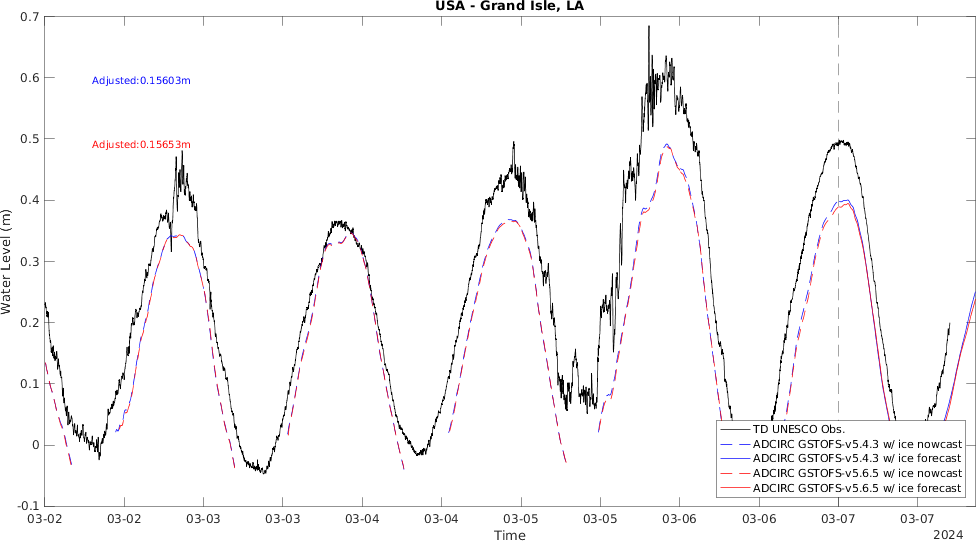 USA - Grand Isle, LA
0.7
0.6
0.5
0.4
0.3
0.2
0.1
0
-0.1
Water Level (m)
Adjusted:0.15603m
Adjusted:0.15653m
TD UNESCO Obs.
ADCIRC GSTOFS-v5.4.3 w/ ice nowcast
ADCIRC GSTOFS-v5.4.3 w/ ice forecast
ADCIRC GSTOFS-v5.6.5 w/ ice nowcast
ADCIRC GSTOFS-v5.6.5 w/ ice forecast
03-02 03-02 03-03 03-03 03-04 03-04 03-05 03-05 03-06 03-06 03-07 03-07
Time
2024